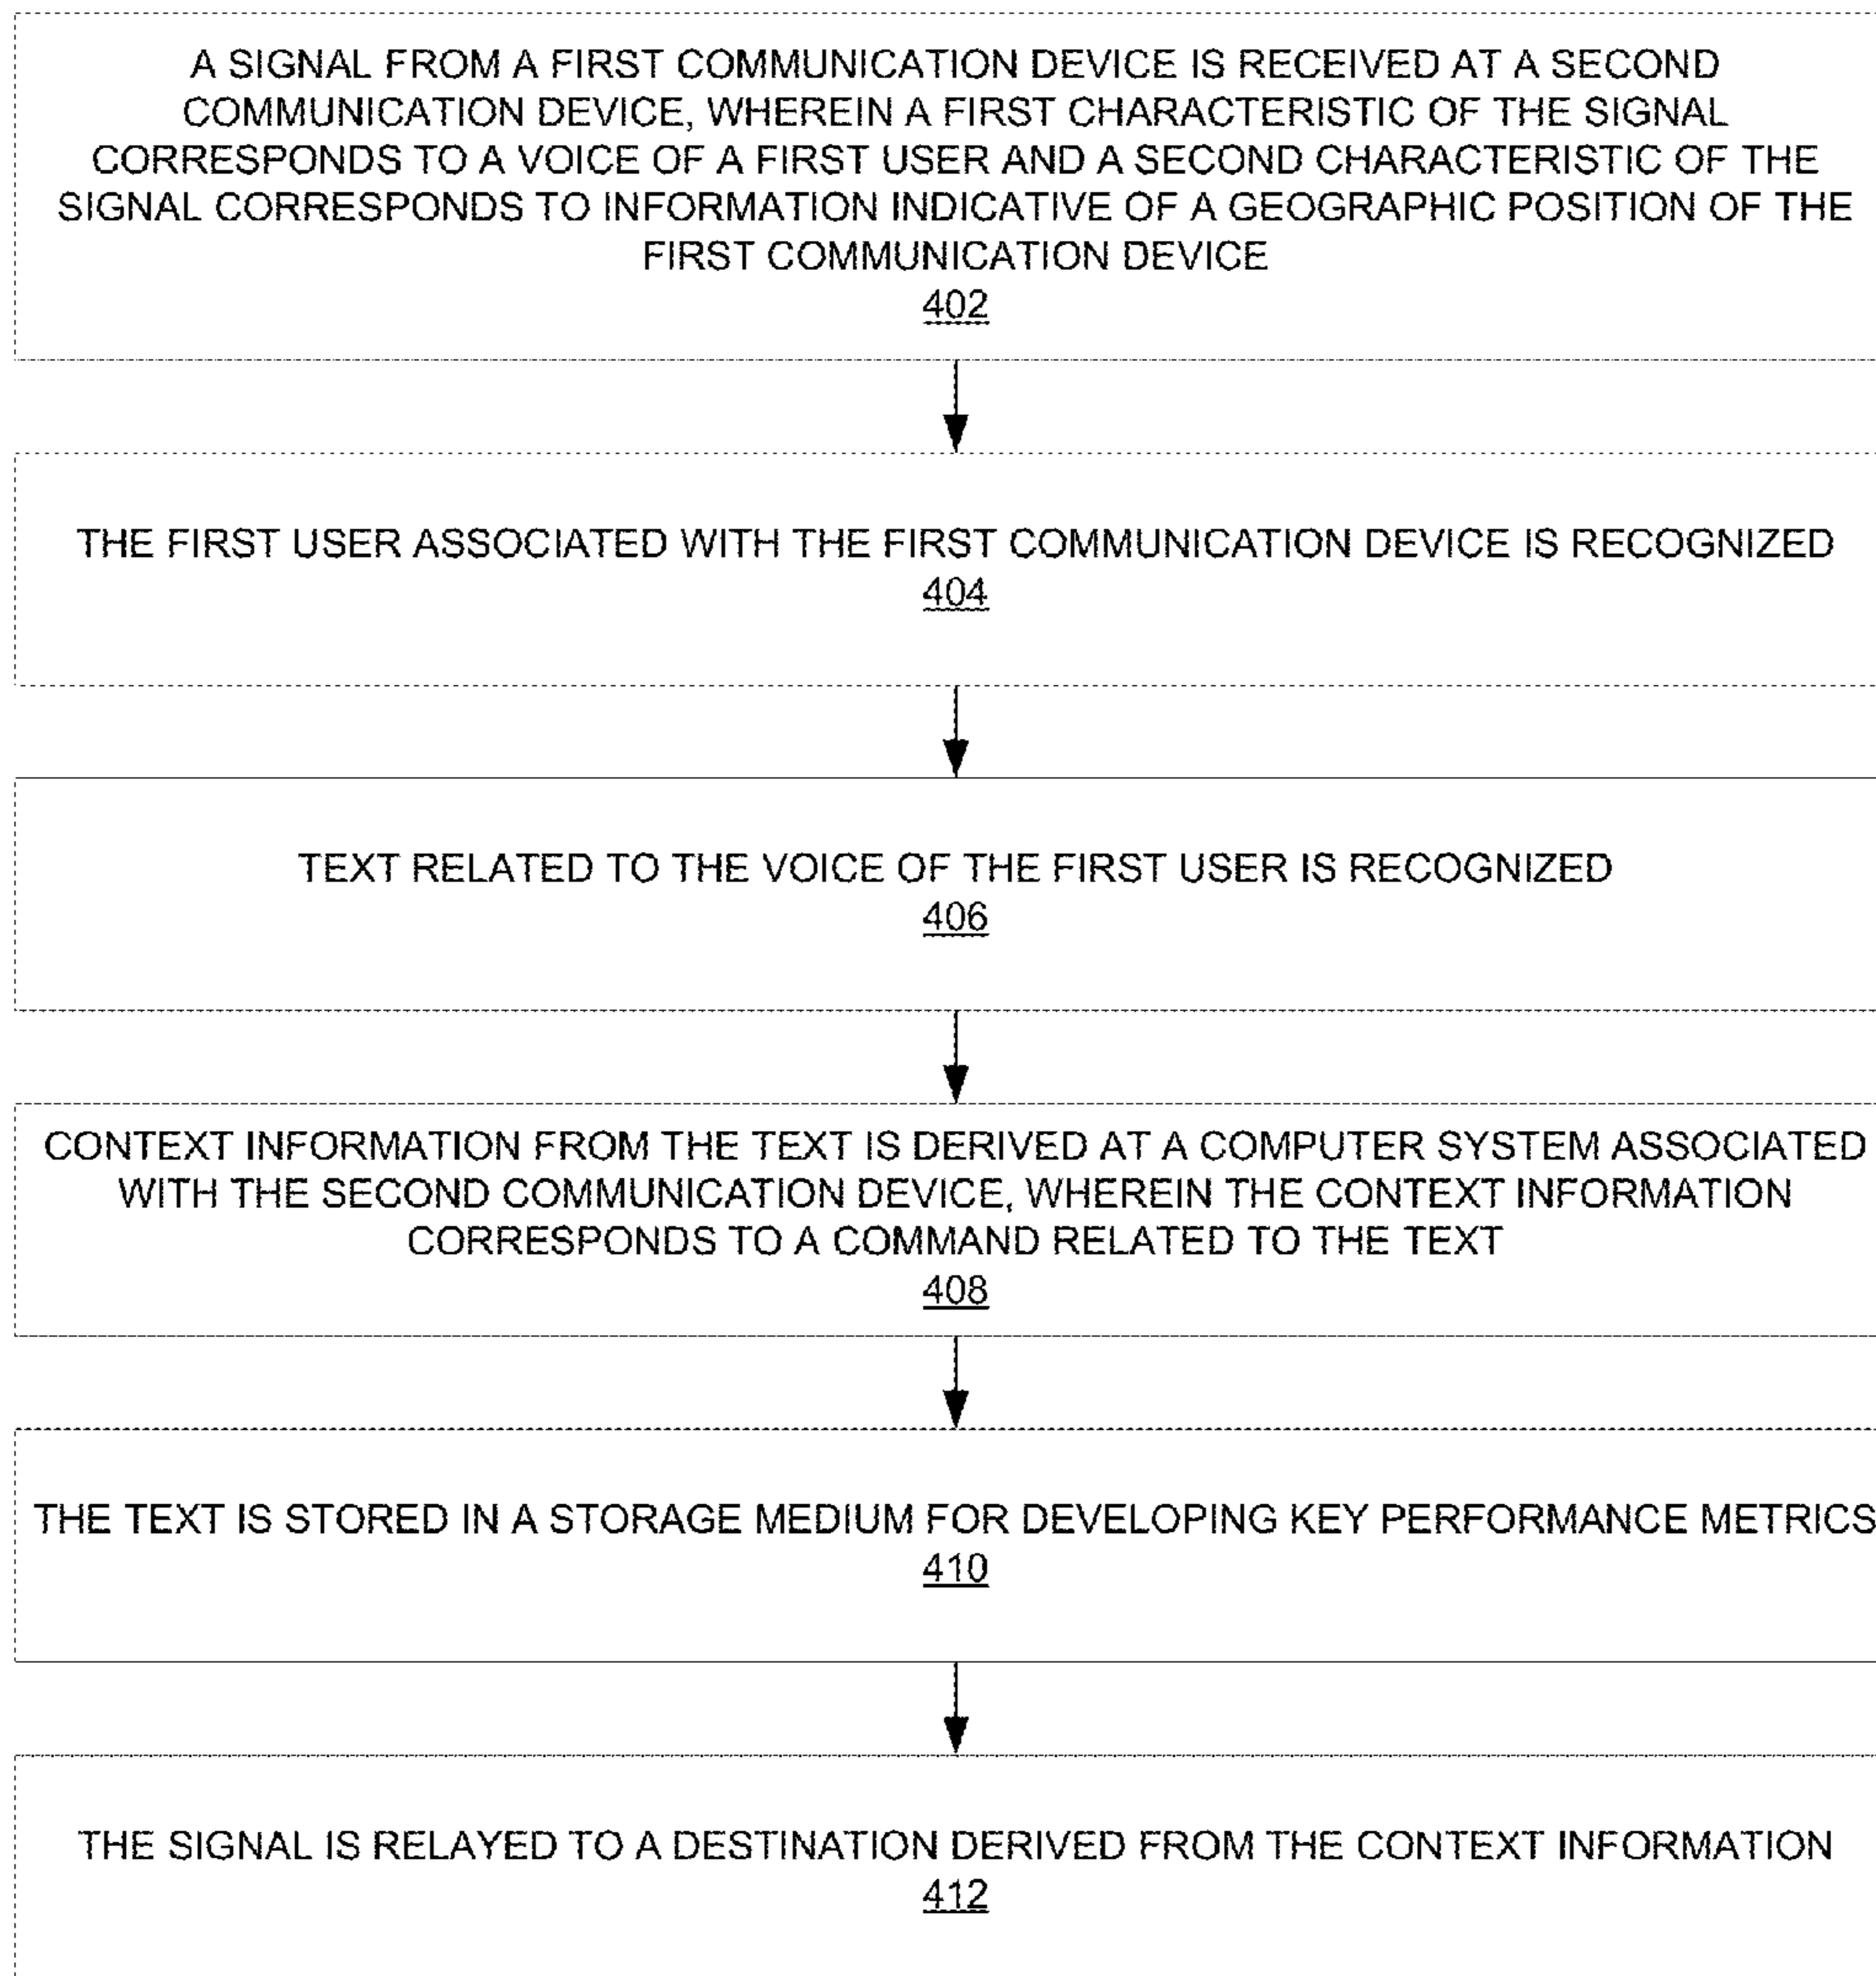 A SIGNAL FROM A FIRST COMMUNICATION DEVICE IS RECEIVED AT A SECOND
COMMUNICATION DEVICE, WHEREIN A FIRST CHARACTERISTIC OF THE SIGNAL
CORRESPONDS TO A VOICE OF A FIRST USER AND A SECOND CHARACTERISTIC OF THE
SIGNAL CORRESPONDS TO INFORMATION INDICATIVE OF A GEOGRAPHIC POSITION OF THE
FIRST COMMUNICATION DEVICE
402
THE FIRST USER ASSOCIATED WITH THE FIRST COMMUNICATION DEVICE IS RECOGNIZED
404
TEXT RELATED TO THE VOICE OF THE FIRST USER IS RECOGNIZED
406
CONTEXT INFORMATION FROM THE TEXT IS DERIVED AT A COMPUTER SYSTEM ASSOCIATED
WITH THE SECOND COMMUNICATION DEVICE, WHEREIN THE CONTEXT INFORMATION
CORRESPONDS TO A COMMAND RELATED TO THE TEXT
408
THE TEXT IS STORED IN A STORAGE MEDIUM FOR DEVELOPING KEY PERFORMANCE METRICS
410
THE SIGNAL IS RELAYED TO A DESTINATION DERIVED FROM THE CONTEXT INFORMATION
412